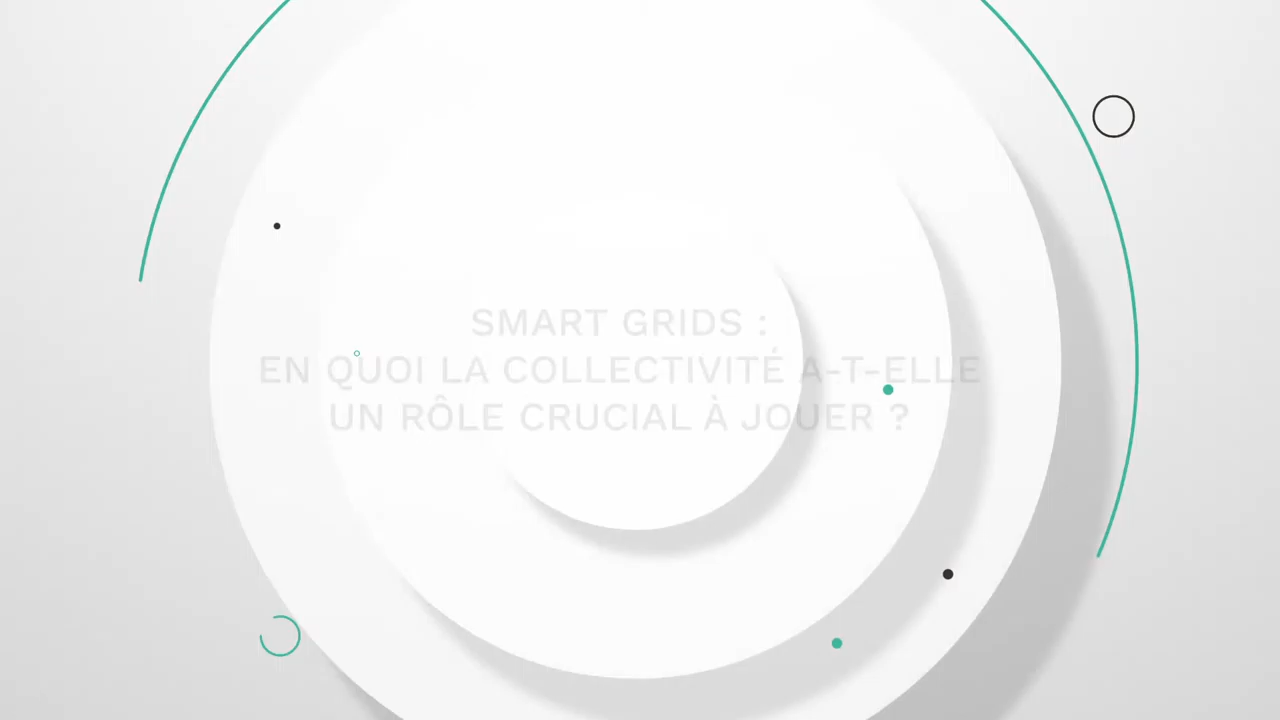 SMART GRIDS :
EN QUOI LA COLLECTIVITÉ A-T-ELLE
UN RÔLE CRUCIAL À JOUER ?